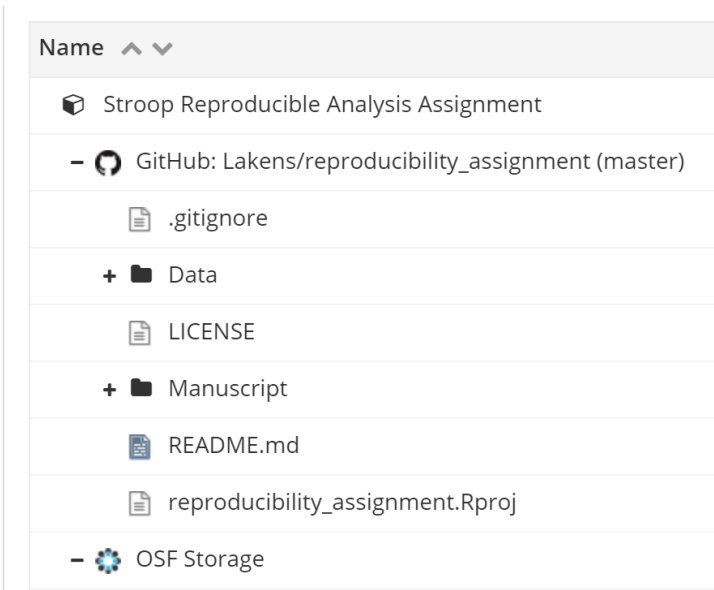 Name
Stroop Reproducible Analysis Assignment
GitHub: Lakens/reproducibility_assignment (master)
.gitignore
Data
LICENSE
Manuscript
README.md
reproducibility_assignment.Rproj
OSF Storage